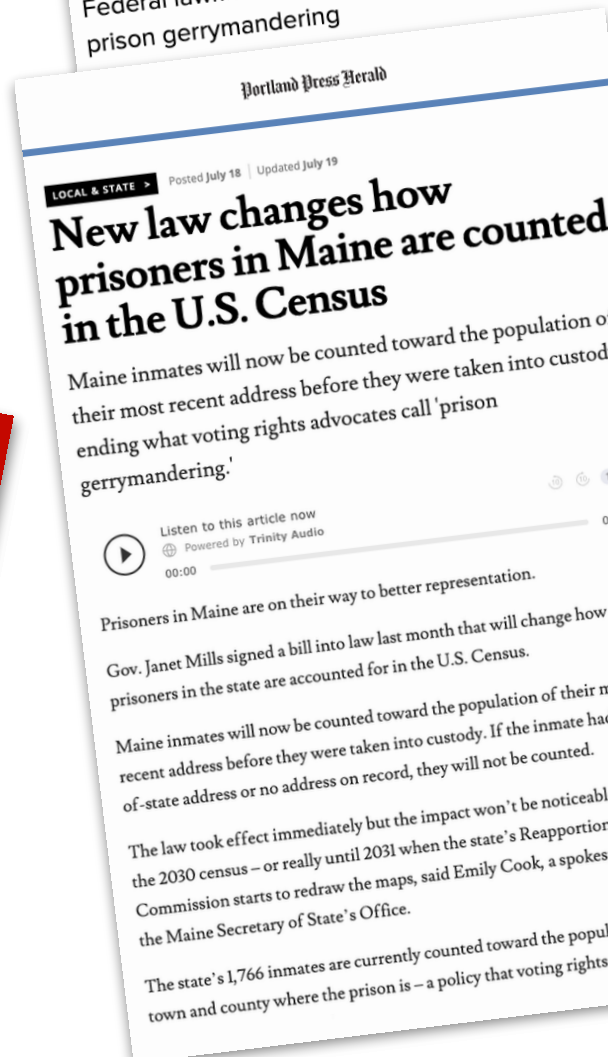 Federal
prison gerrymandering
Portland Press Herald
LOCAL & STATE > Posted July 18 | Updated July 19
New law changes how
prisoners in Maine are counted
in the U.S. Census
Maine inmates will now be counted toward the population
their most recent address before they were taken into
ending what voting rights advocates call 'prison
gerrymandering.'
Listen to this article now
Powered by Trinity Audio
00:00
Prisoners in Maine are on their way to better representation.
Gov. Janet Mills signed a bill into law last month that will change how
prisoners in the state are accounted for in the U.S. Census.
Maine inmates will now be counted toward the population of their
recent address before they were taken into custody. If the inmate
of-state address or no address on record, they will not be counted.
The law took effect immediately but the impact won't be
the 2030 census – or really until 2031 when the state's
Commission starts to redraw the maps, said Emily Cook, a
the Maine Secretary of State's Office.
The state's 1,766 inmates are currently counted toward the
town and county where the prison is – a policy that voting rights